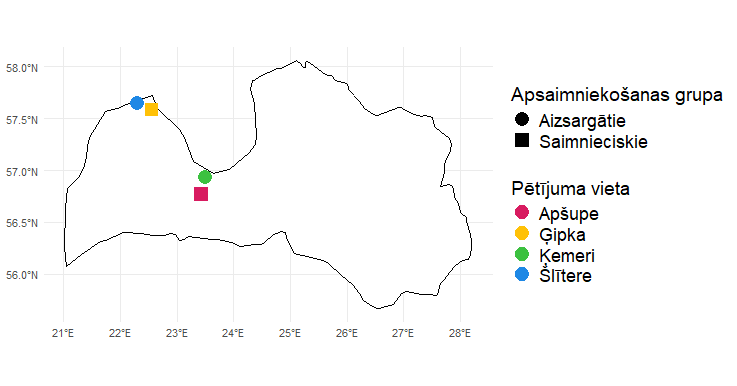 58.0°N
57.5°N
57.0°N
56.5°N
56.0°N
21°E 22°E 23°E 24°E 25°E 26°E 27°E 28°E
Apsaimniekošanas grupa
Aizsargātie
Saimnieciskie
Pētījuma vieta
Apšupe
Ģipka
Ķemeri
Šlītere